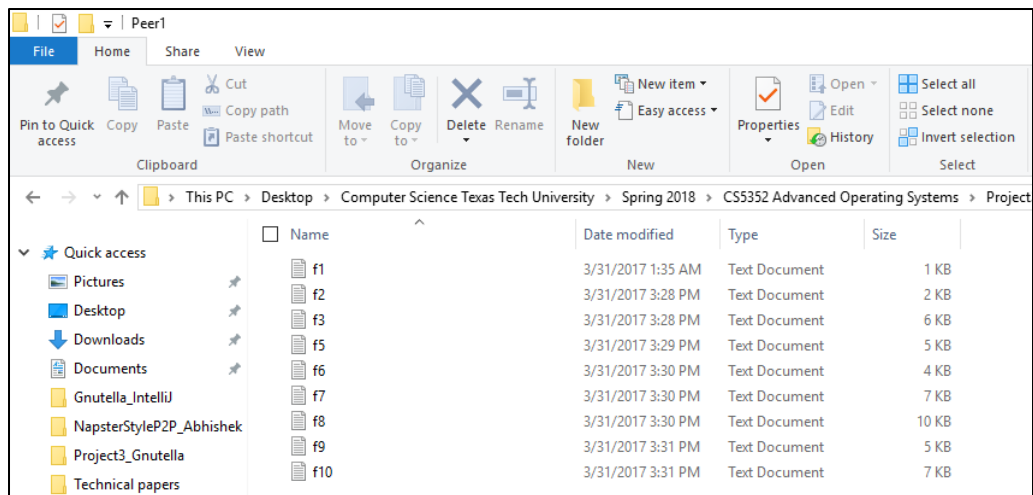 Peer1
File Home Share View
Pin to Quick access
Copy
Paste
Cut
Copy path
Paste shortcut
Clipboard
Move to
Copy to
Delete
Rename
Organize
New folder
New item
Easy access
New
Properties
Open
Edit
History
Open
Select all
Select none
Invert selection
Select
This PC > Desktop > Computer Science Texas Tech University > Spring 2018 > CS5352 Advanced Operating Systems > Project
Quick access
Pictures
Desktop
Downloads
Documents
Gnutella_IntelliJ
NapsterStyleP2P_Abhishek
Project3_Gnutella
Technical papers
Name Date modified Type Size
f1 3/31/2017 1:35 AM Text Document 1 KB
f2 3/31/2017 3:28 PM Text Document 2 KB
f3 3/31/2017 3:28 PM Text Document 6 KB
f5 3/31/2017 3:29 PM Text Document 5 KB
f6 3/31/2017 3:30 PM Text Document 4 KB
f7 3/31/2017 3:30 PM Text Document 7 KB
f8 3/31/2017 3:30 PM Text Document 10 KB
f9 3/31/2017 3:31 PM Text Document 5 KB
f10 3/31/2017 3:31 PM Text Document 7 KB